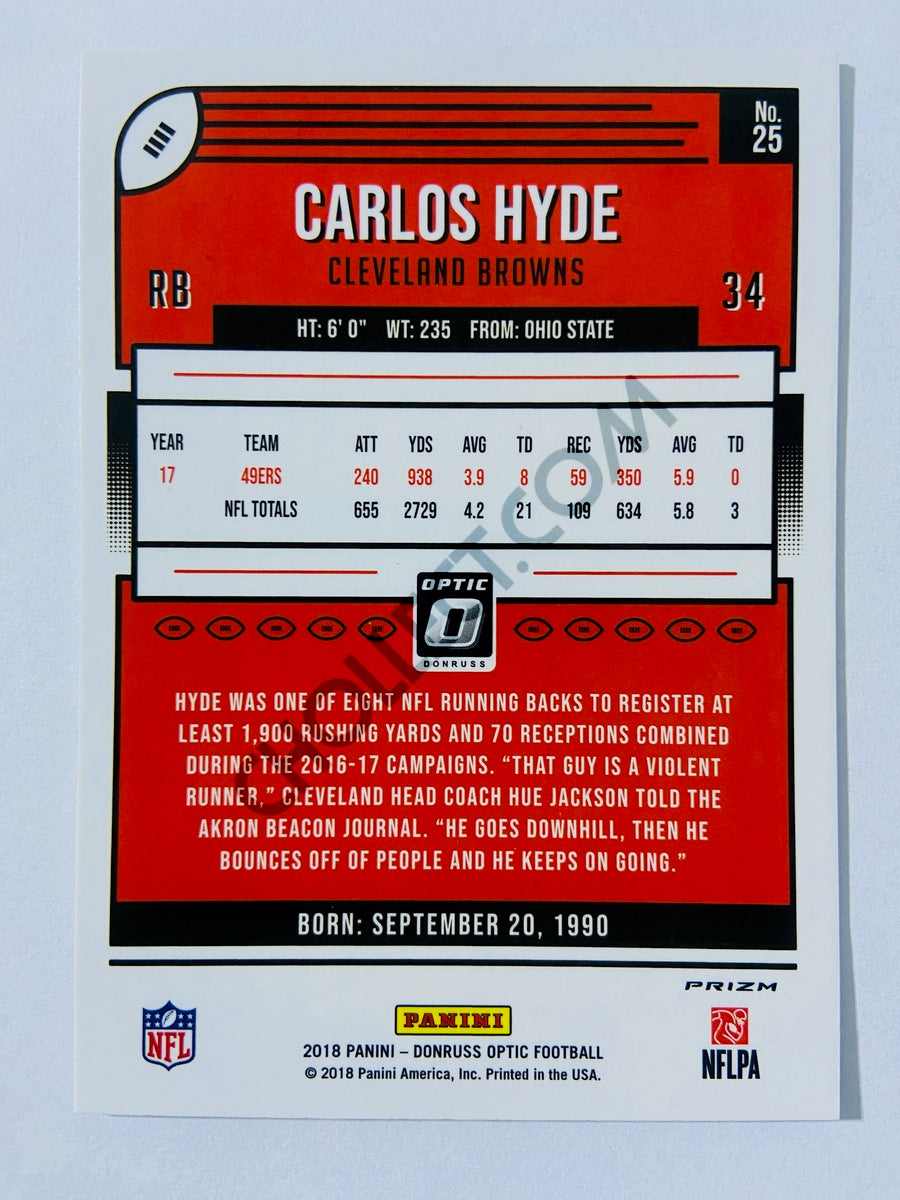 No.
25
CARLOS HYDE
CLEVELAND BROWNS
RB
34
HT: 6' 0" WT: 235 FROM: OHIO STATE
YEAR TEAM ATT YDS AVG TD REC YDS AVG TD
17 49ERS 240 938 3.9 8 59 350 5.9 0
NFL TOTALS 655 2729 4.2 21 109 634 5.8 3
OPTIC
O
DONRUSS
HYDE WAS ONE OF EIGHT NFL RUNNING BACKS TO REGISTER AT
LEAST 1,900 RUSHING YARDS AND 70 RECEPTIONS COMBINED
DURING THE 2016-17 CAMPAIGNS. “THAT GUY IS A VIOLENT
RUNNER,” CLEVELAND HEAD COACH HUE JACKSON TOLD THE
AKRON BEACON JOURNAL. “HE GOES DOWNHILL, THEN HE
BOUNCES OFF OF PEOPLE AND HE KEEPS ON GOING.”
CHOLLECT.COM
BORN: SEPTEMBER 20, 1990
PRIZM
NFL
PANINI
2018 PANINI – DONRUSS OPTIC FOOTBALL
© 2018 Panini America, Inc. Printed in the USA.
NFLPA